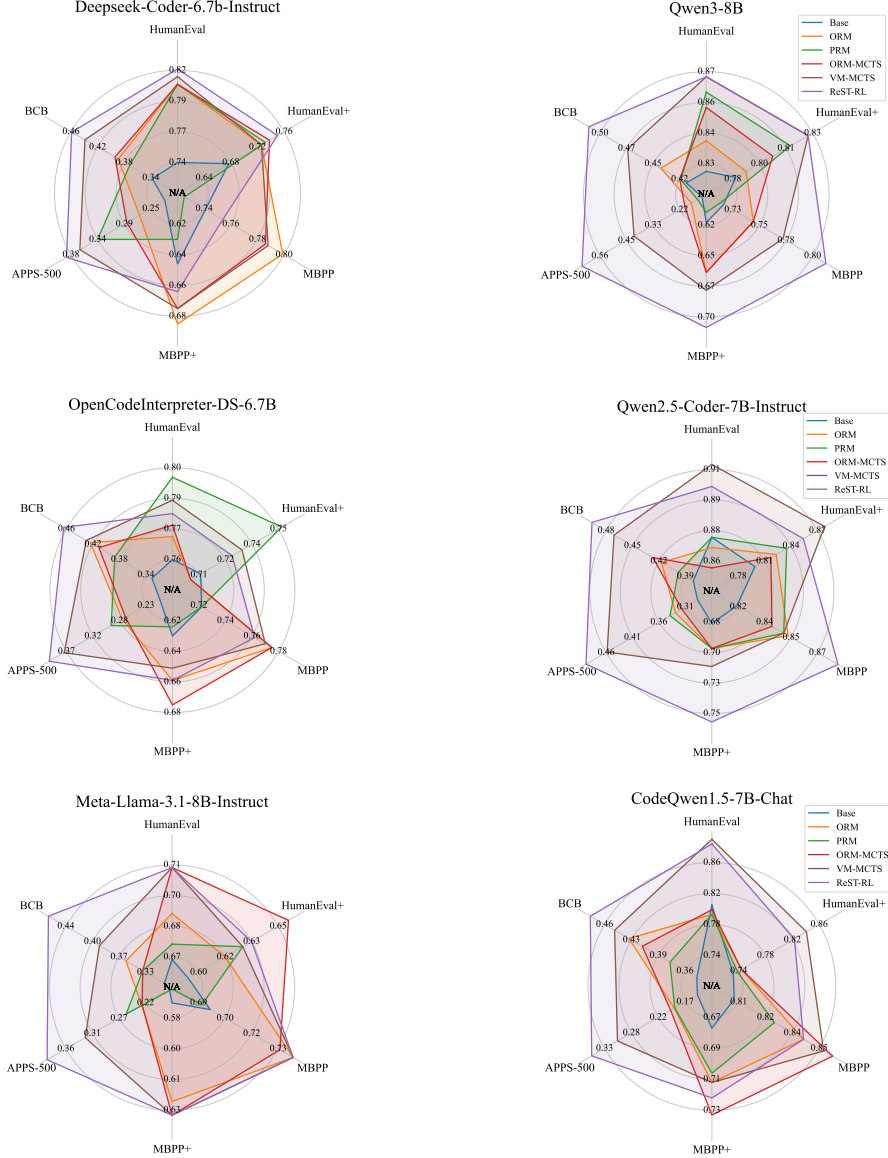 Deepseek-Coder-6.7b-Instruct
HumanEval
HumanEval+
BCB
APPS-500
MBPP
MBPP+
0.82
0.79
0.77
0.74
0.76
0.72
0.68
0.64
0.46
0.42
0.38
0.34
N/A
0.25
0.29
0.34
0.38
0.74
0.76
0.78
0.80
0.62
0.64
0.66
0.68
Qwen3-8B
HumanEval
HumanEval+
BCB
APPS-500
MBPP
MBPP+
Base
ORM
PRM
ORM-MCTS
VM-MCTS
ReST-RL
0.87
0.86
0.84
0.83
0.83
0.81
0.80
0.78
0.50
0.47
0.45
0.42
N/A
0.22
0.33
0.45
0.56
0.73
0.75
0.78
0.80
0.62
0.65
0.67
0.70
OpenCodeInterpreter-DS-6.7B
HumanEval
HumanEval+
BCB
APPS-500
MBPP
MBPP+
0.80
0.79
0.77
0.76
0.75
0.74
0.72
0.71
0.46
0.42
0.38
0.34
N/A
0.23
0.28
0.32
0.37
0.72
0.74
0.76
0.78
0.62
0.64
0.66
0.68
Qwen2.5-Coder-7B-Instruct
HumanEval
HumanEval+
BCB
APPS-500
MBPP
MBPP+
Base
ORM
PRM
ORM-MCTS
VM-MCTS
ReST-RL
0.91
0.89
0.88
0.86
0.87
0.84
0.81
0.78
0.48
0.45
0.42
0.39
N/A
0.31
0.36
0.41
0.46
0.82
0.84
0.85
0.87
0.68
0.70
0.73
0.75
Meta-Llama-3.1-8B-Instruct
HumanEval
HumanEval+
BCB
APPS-500
MBPP
MBPP+
0.71
0.70
0.68
0.67
0.65
0.63
0.62
0.60
0.44
0.40
0.37
0.33
N/A
0.22
0.27
0.31
0.36
0.69
0.70
0.72
0.73
0.58
0.60
0.61
0.63
CodeQwen1.5-7B-Chat
HumanEval
HumanEval+
BCB
APPS-500
MBPP
MBPP+
Base
ORM
PRM
ORM-MCTS
VM-MCTS
ReST-RL
0.86
0.82
0.78
0.74
0.86
0.82
0.78
0.74
0.46
0.43
0.39
0.36
N/A
0.17
0.22
0.28
0.33
0.81
0.82
0.84
0.85
0.67
0.69
0.71
0.73